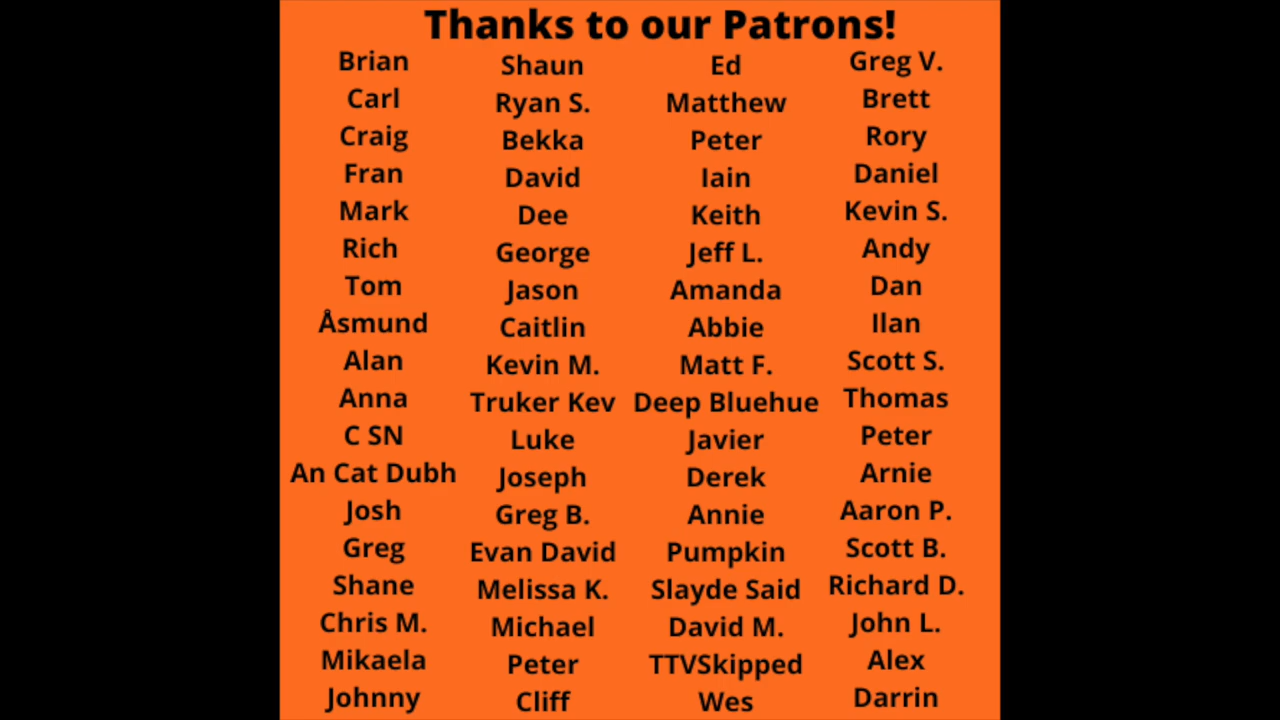 Thanks to our Patrons!
Brian
Carl
Craig
Fran
Mark
Rich
Tom
Åsmund
Alan
Anna
C SN
An Cat Dubh
Josh
Greg
Shane
Chris M.
Mikaela
Johnny
Shaun
Ryan S.
Bekka
David
Dee
George
Jason
Caitlin
Kevin M.
Truker Kev
Luke
Joseph
Greg B.
Evan David
Melissa K.
Michael
Peter
Cliff
Ed
Matthew
Peter
Iain
Keith
Jeff L.
Amanda
Abbie
Matt F.
Deep Bluehue
Javier
Derek
Annie
Pumpkin
Slayde Said
David M.
TTVSkipped
Wes
Greg V.
Brett
Rory
Daniel
Kevin S.
Andy
Dan
Ilan
Scott S.
Thomas
Peter
Arnie
Aaron P.
Scott B.
Richard D.
John L.
Alex
Darrin